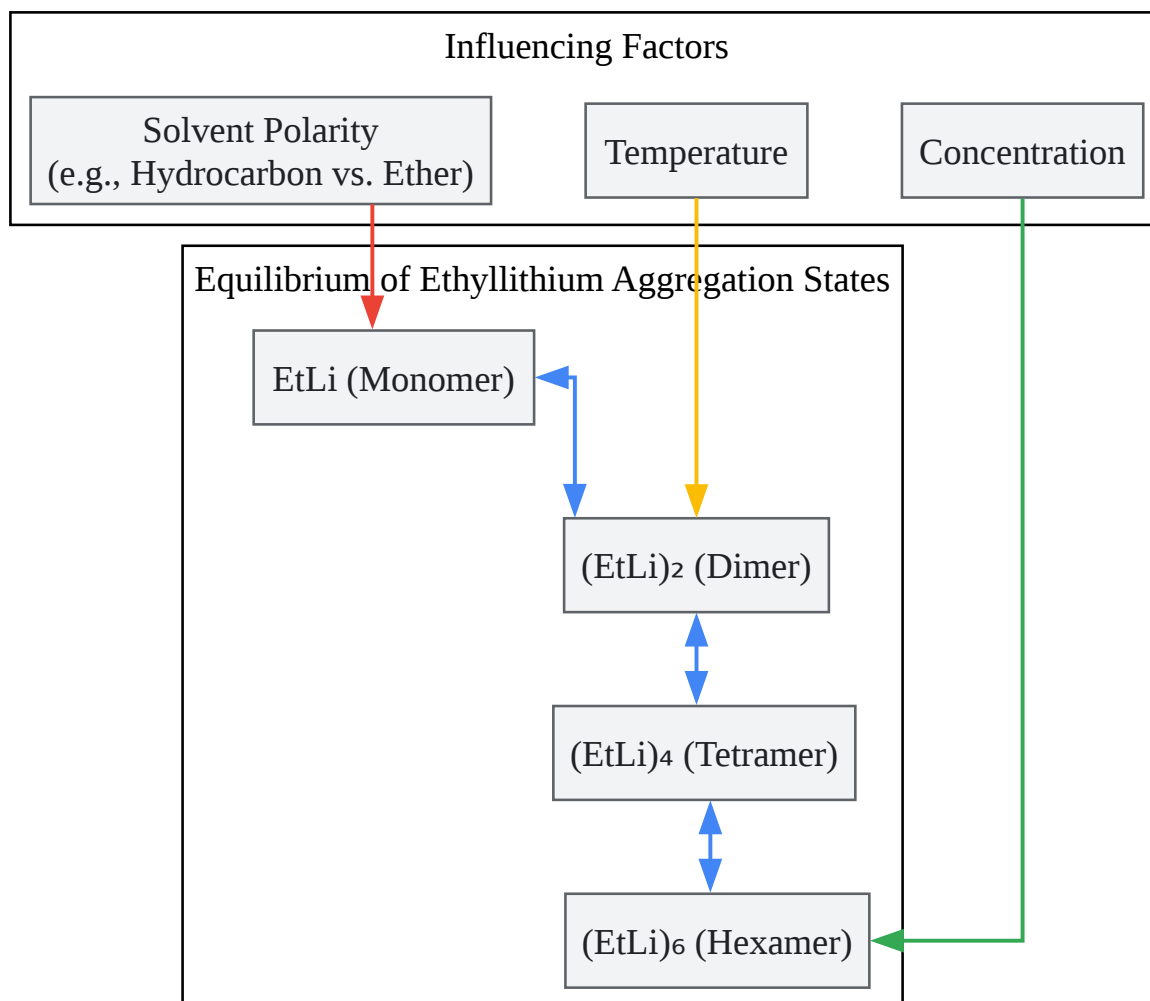 Influencing Factors
Solvent Polarity
(e.g., Hydrocarbon vs. Ether)
Temperature
Concentration
Equilibrium of Ethyllithium Aggregation States
EtLi (Monomer)
(EtLi)₂ (Dimer)
(EtLi)₄ (Tetramer)
(EtLi)₆ (Hexamer)